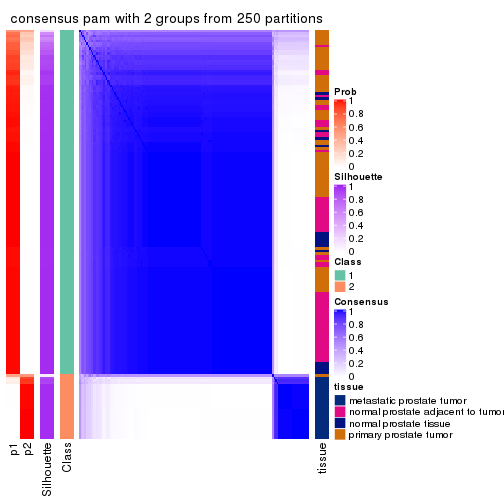 consensus pam with 2 groups from 250 partitions
Prob
1
0.8
0.6
0.4
0.2
0
Silhouette
1
0.8
0.6
0.4
0.2
0
Class
1
2
Consensus
1
0.8
0.6
0.4
0.2
0
tissue
metastatic prostate tumor
normal prostate adjacent to tumor
normal prostate tissue
primary prostate tumor
p1
p2
Silhouette
Class
tissue